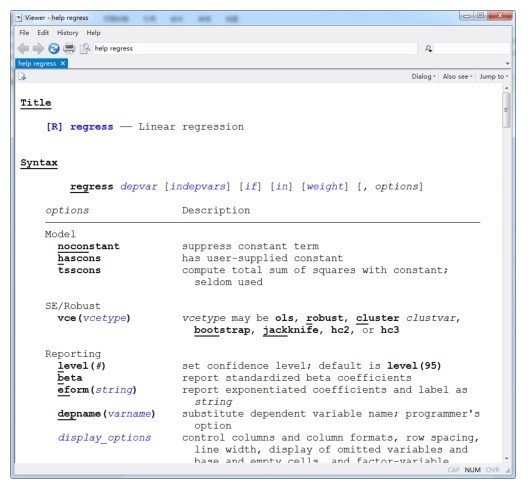 Viewer - help regress
File Edit History Help
help regress
help regress ×
Dialog Also see Jump to
Title
[R] regress — Linear regression
Syntax
regress depvar [indepvars] [if] [in] [weight] [, options]
options Description
Model
noconstant suppress constant term
hascons has user-supplied constant
tsscons compute total sum of squares with constant;
seldom used
SE/Robust
vce(vcetype) vcetype may be ols, robust, cluster clustvar,
bootstrap, jackknife, hc2, or hc3
Reporting
level(#) set confidence level; default is level(95)
beta report standardized beta coefficients
eform(string) report exponentiated coefficients and label as
string
depname(varname) substitute dependent variable name; programmer's
option
display_options control columns and column formats, row spacing,
line width, display of omitted variables and
base and empty cells, and factor-variable
CAP NUM OVR